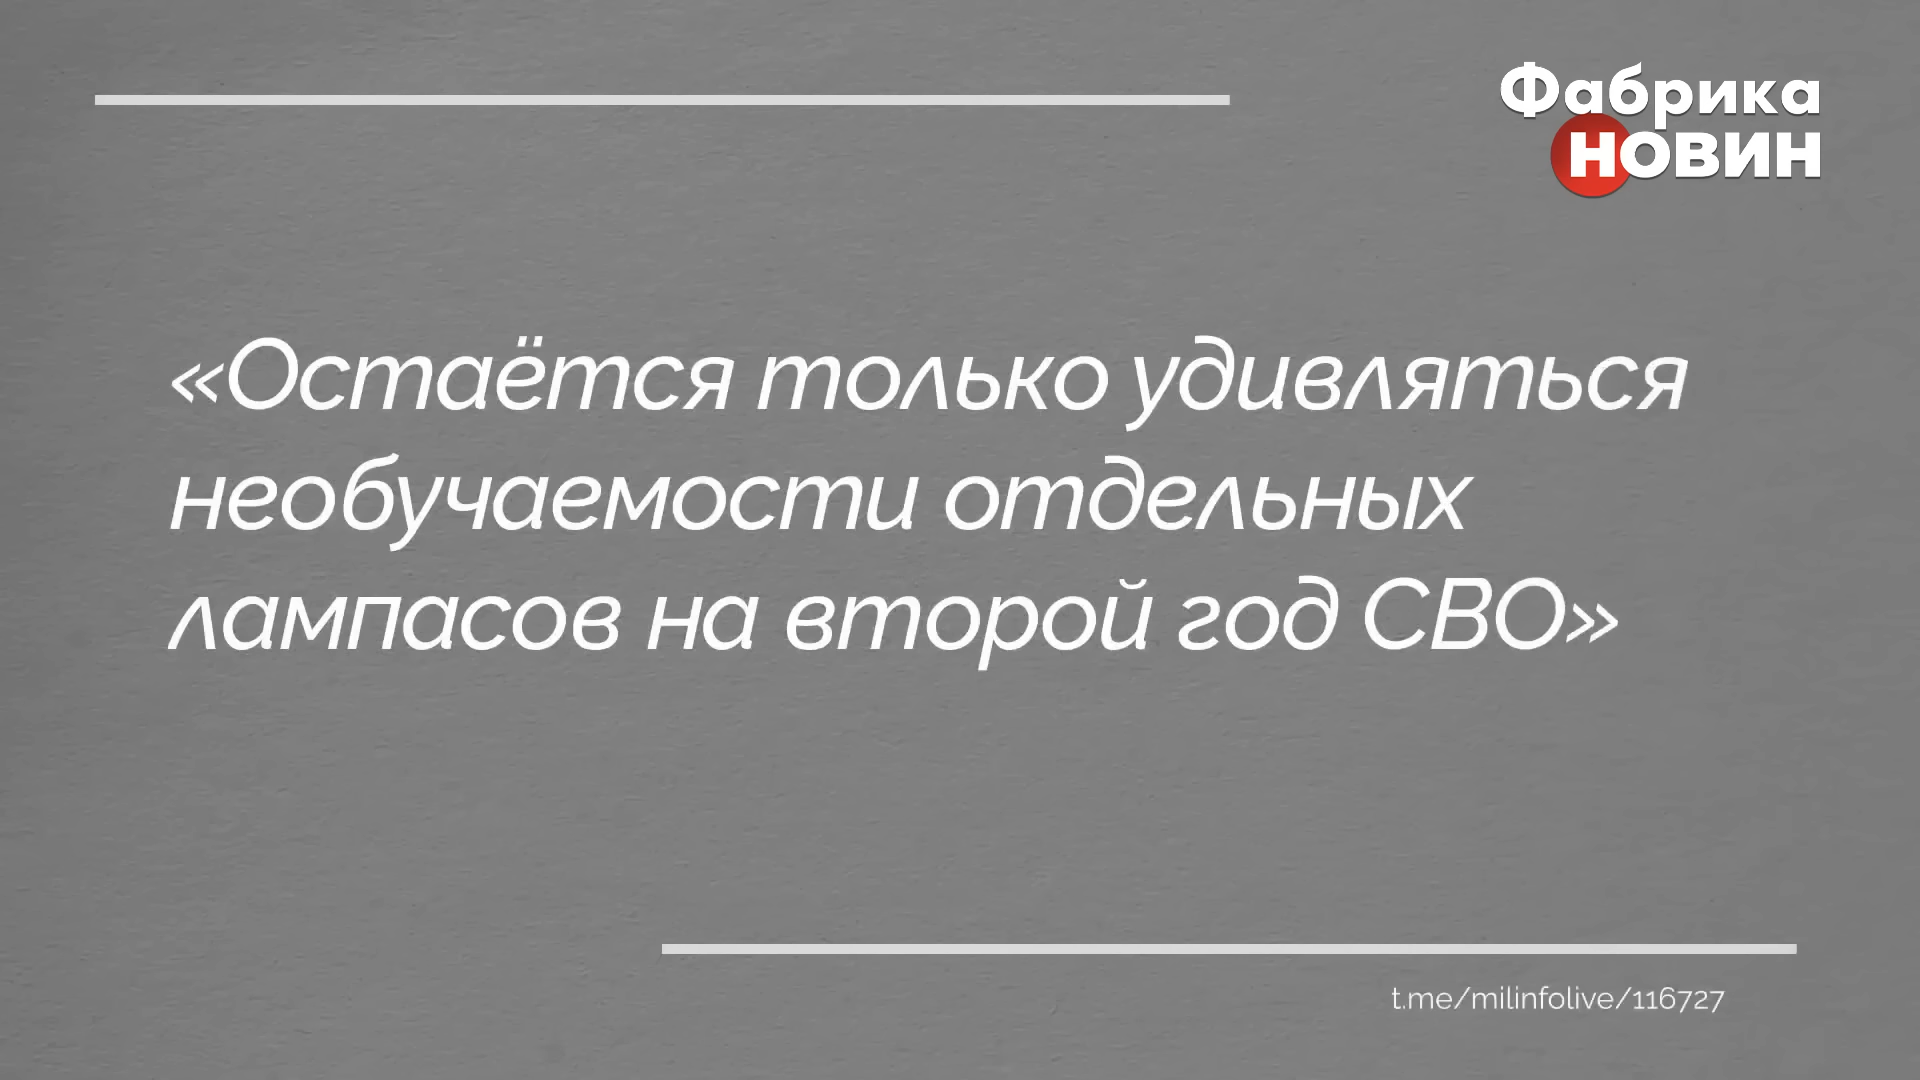 Фабрика
новин
«Остаётся только удивляться
необучаемости отдельных
лампасов на второй год СВО»
t.me/milinfolive/116727